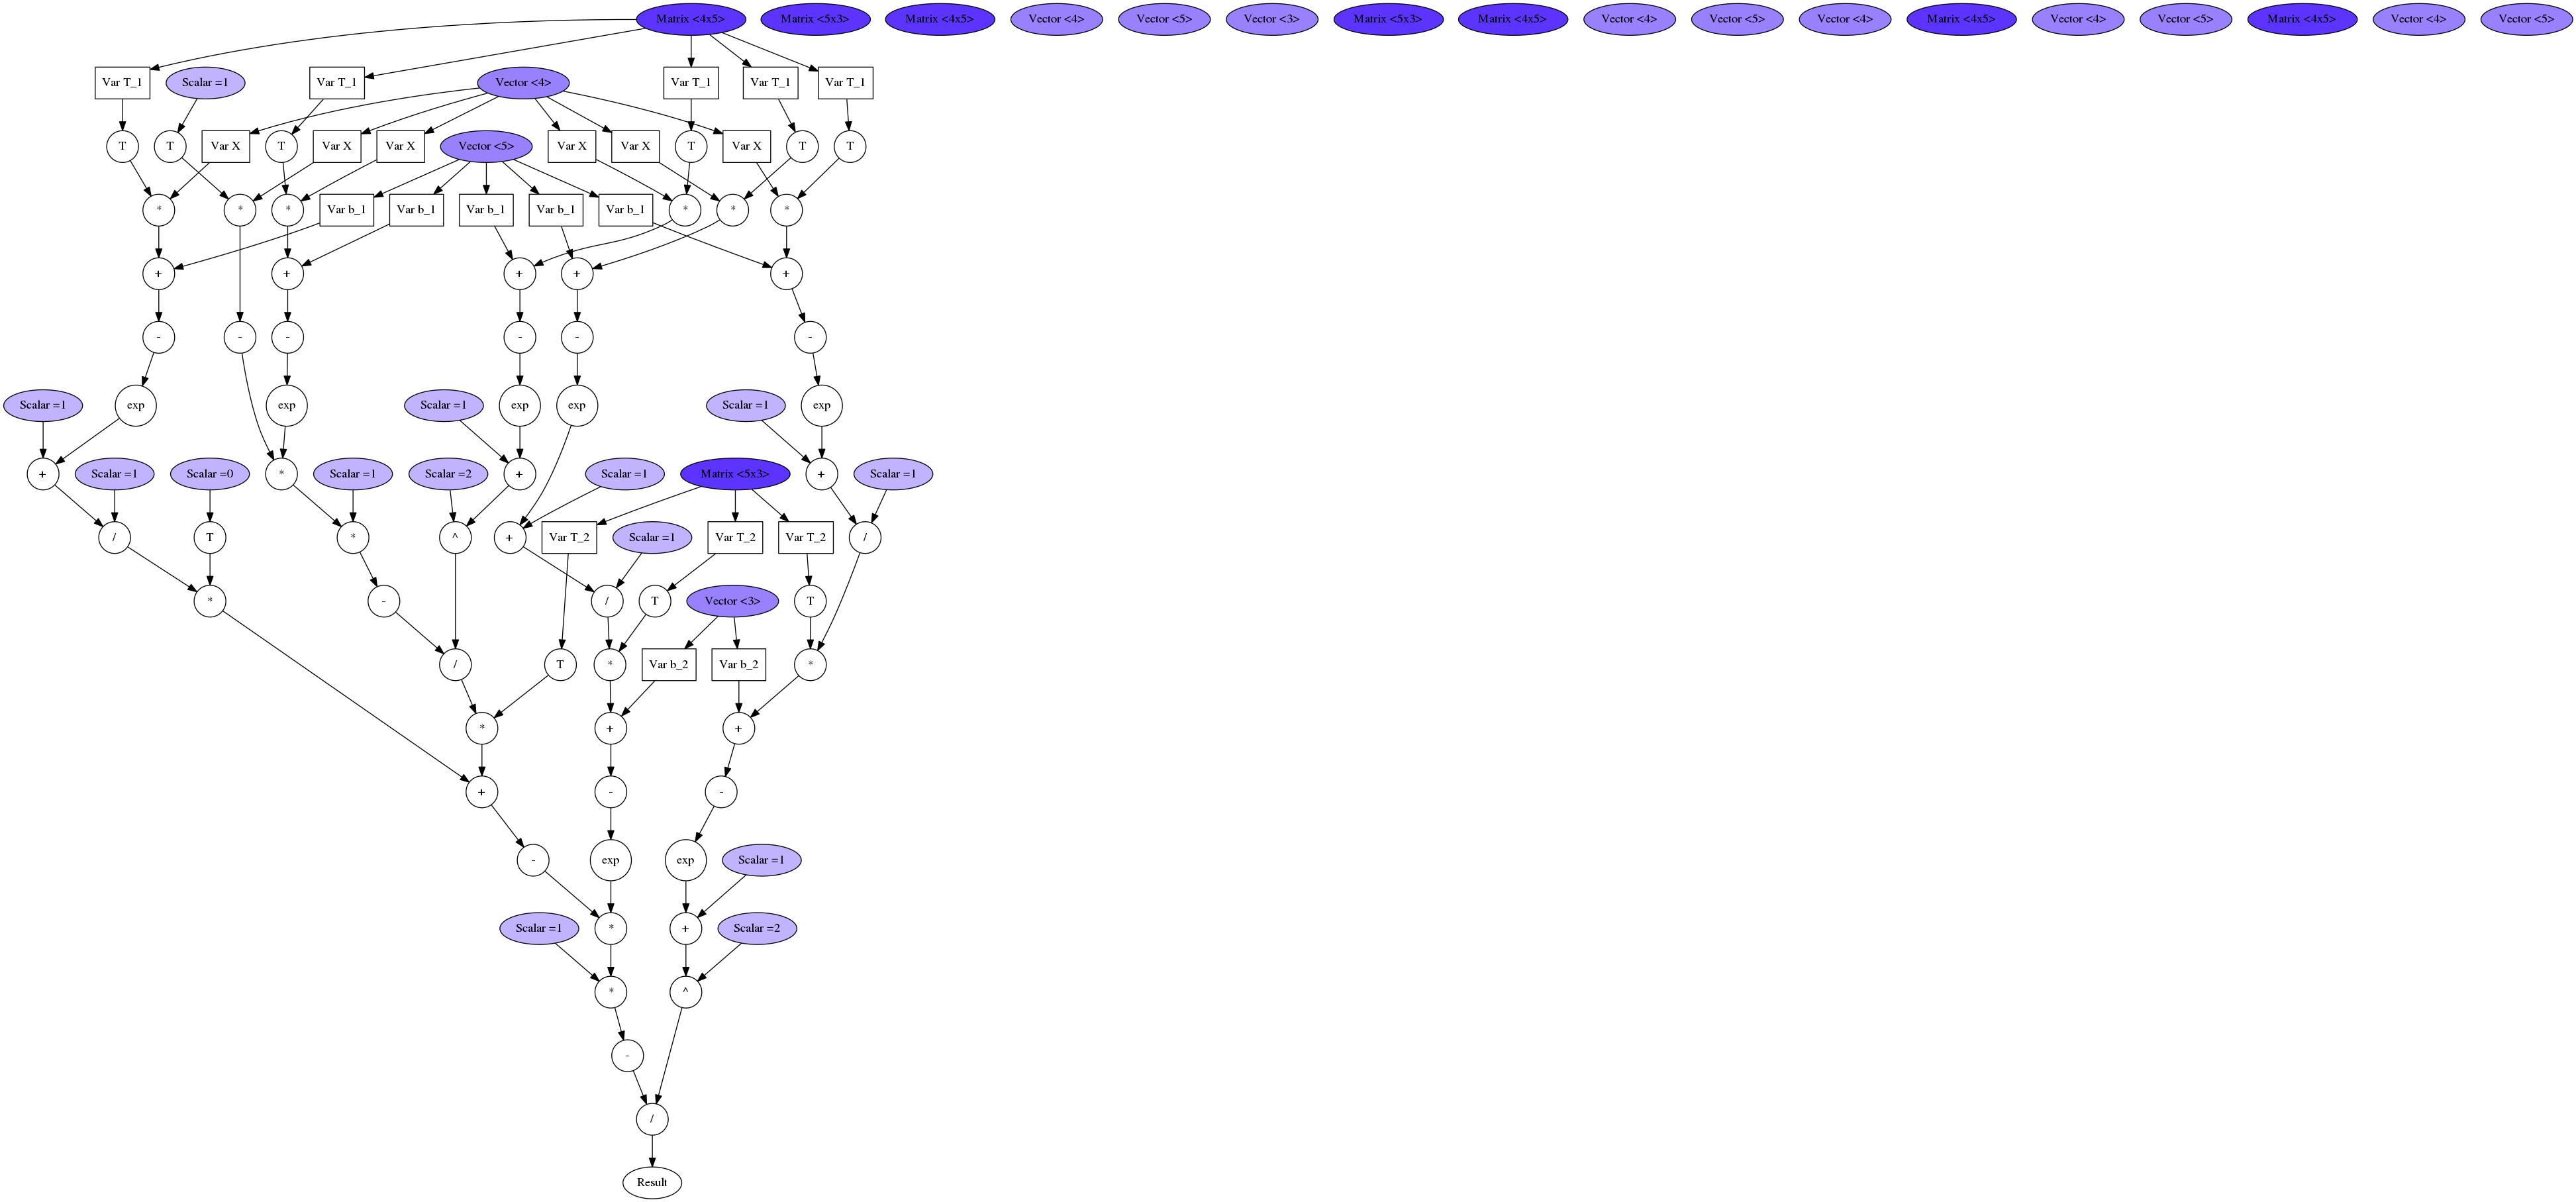 Matrix <4x5> Matrix <5x3> Matrix <4x5> Vector <4> Vector <5> Vector <3> Matrix <5x3> Matrix <4x5> Vector <4> Vector <5> Vector <4> Matrix <4x5> Vector <4> Vector <5> Matrix <4x5> Vector <4> Vector <5>
Var T_1 Scalar =1 Var T_1 Vector <4> Var T_1 Var T_1 Var T_1
T T Var X T Var X Var X Vector <5> Var X Var X T Var X T T
* * * Var b_1 Var b_1 Var b_1 Var b_1 Var b_1 * * *
+ + + + +
- - - - - -
Scalar =1 exp exp Scalar =1 exp exp Scalar =1 exp
+ Scalar =1 Scalar =0 * Scalar =1 Scalar =2 + Scalar =1 Matrix <5x3> + Scalar =1
/ T * ^ + Var T_2 Scalar =1 Var T_2 Var T_2 /
* - / T Vector <3> T
/ T * Var b_2 Var b_2 *
* + +
+ - -
- exp exp Scalar =1
Scalar =1 * + Scalar =2
* ^
-
/
Result